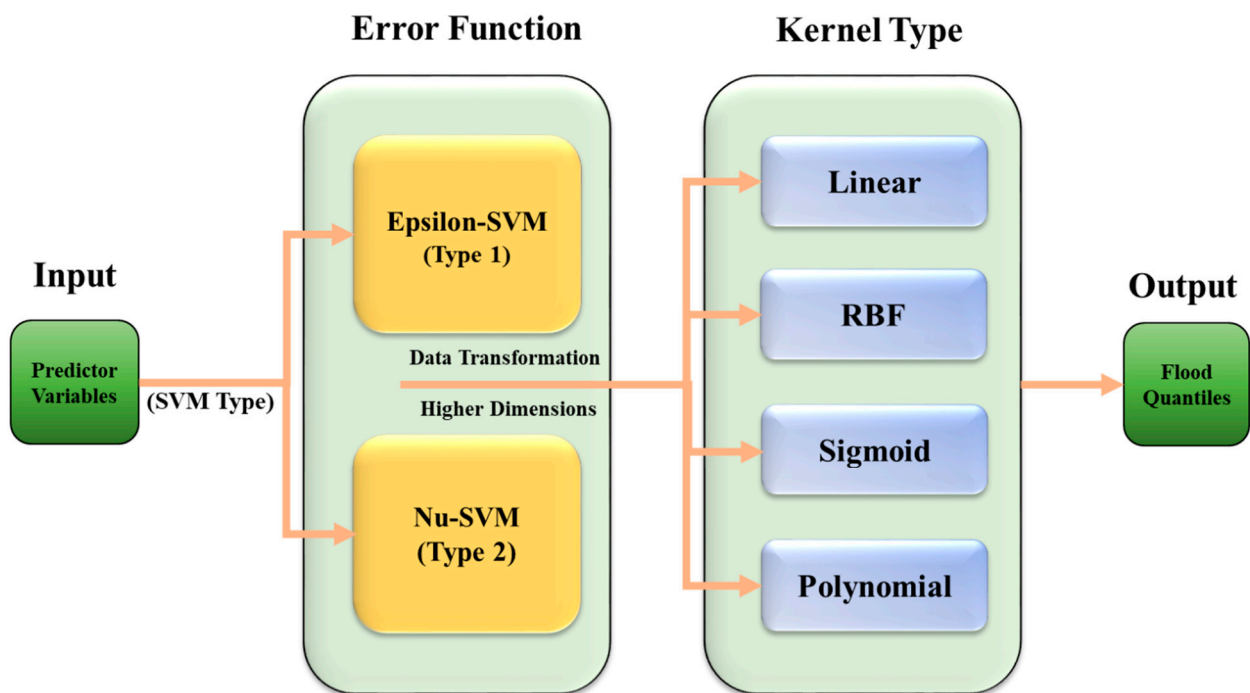 Error Function
Kernel Type
Input
Predictor
Variables
(SVM Type)
Epsilon-SVM
(Type 1)
Data Transformation
Higher Dimensions
Nu-SVM
(Type 2)
Linear
RBF
Sigmoid
Polynomial
Output
Flood
Quantiles